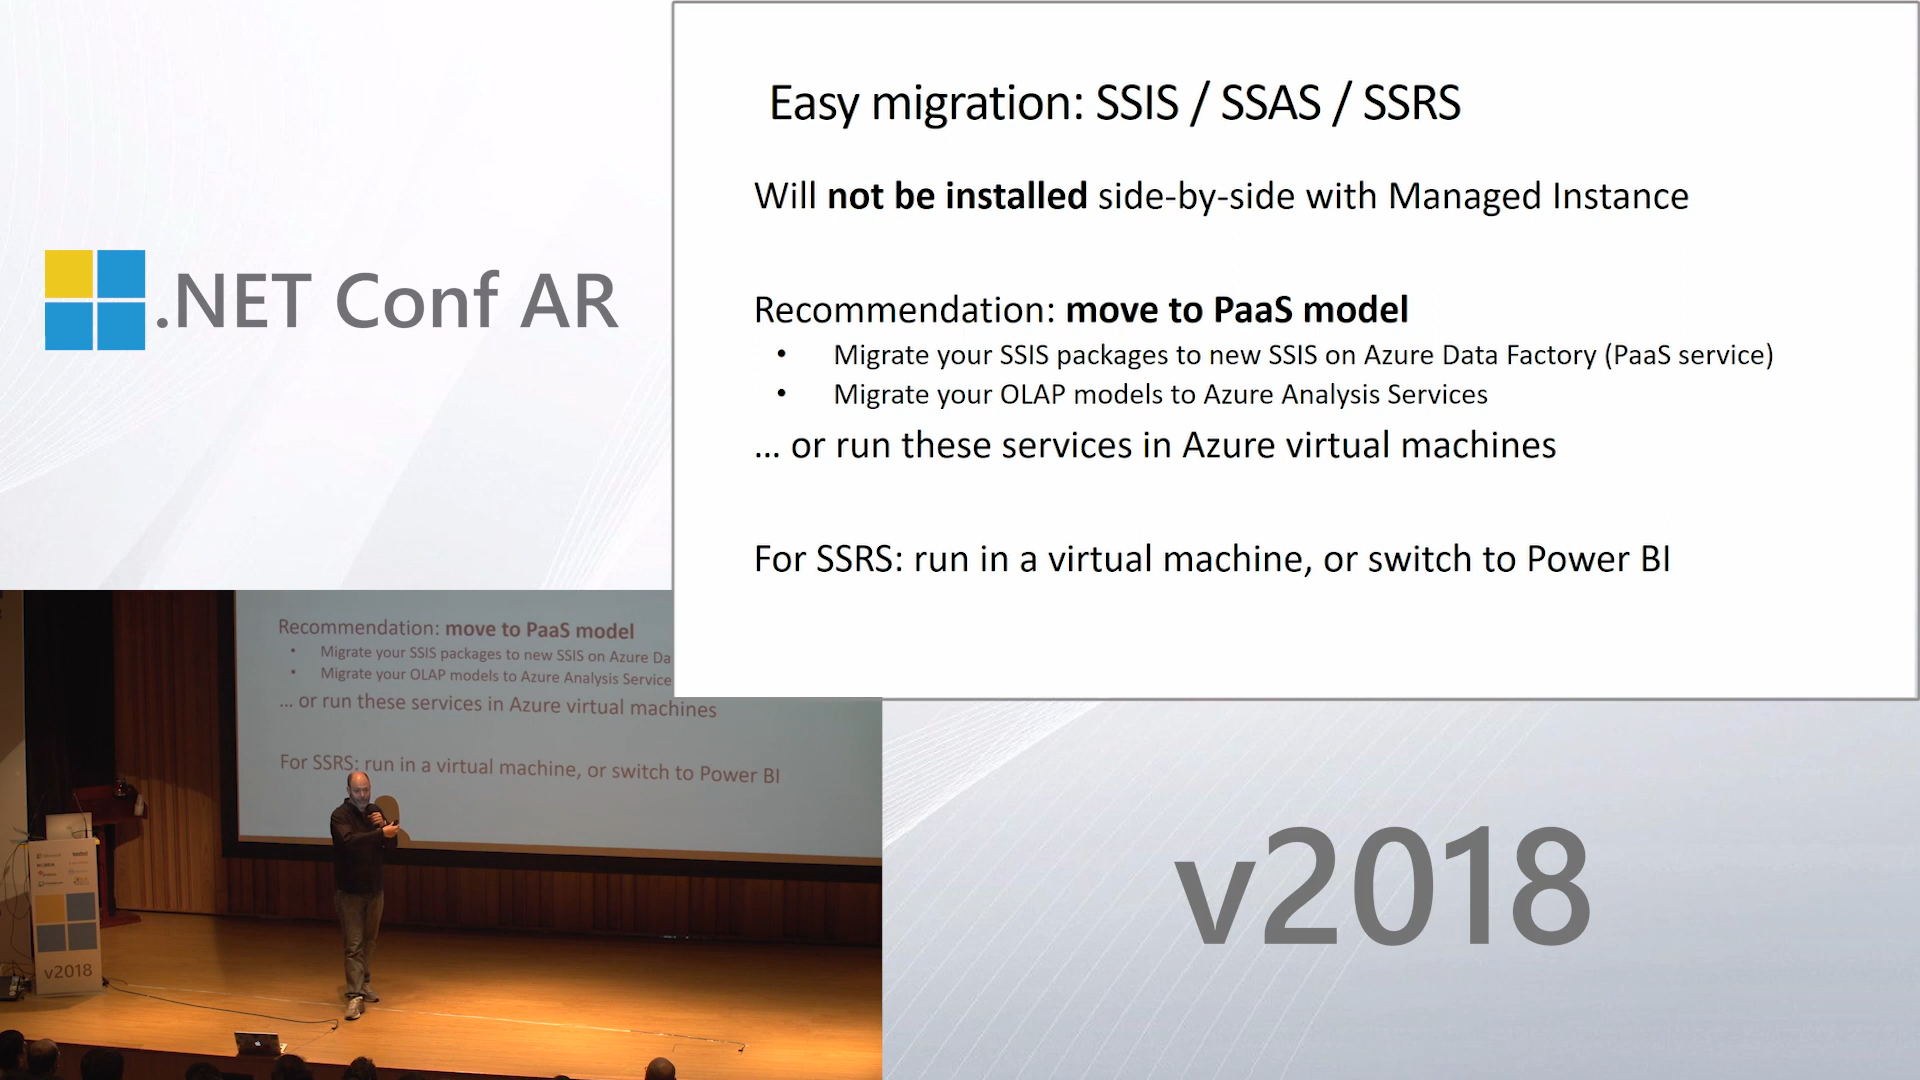 Easy migration: SSIS / SSAS / SSRS
Will not be installed side-by-side with Managed Instance
Recommendation: move to PaaS model
• Migrate your SSIS packages to new SSIS on Azure Data Factory (PaaS service)
• Migrate your OLAP models to Azure Analysis Services
... or run these services in Azure virtual machines
For SSRS: run in a virtual machine, or switch to Power BI
.NET Conf AR
Recommendation: move to PaaS model
• Migrate your SSIS packages to new SSIS on Azure Da
• Migrate your OLAP models to Azure Analysis Service
... or run these services in Azure virtual machines
For SSRS: run in a virtual machine, or switch to Power BI
v2018
v2018